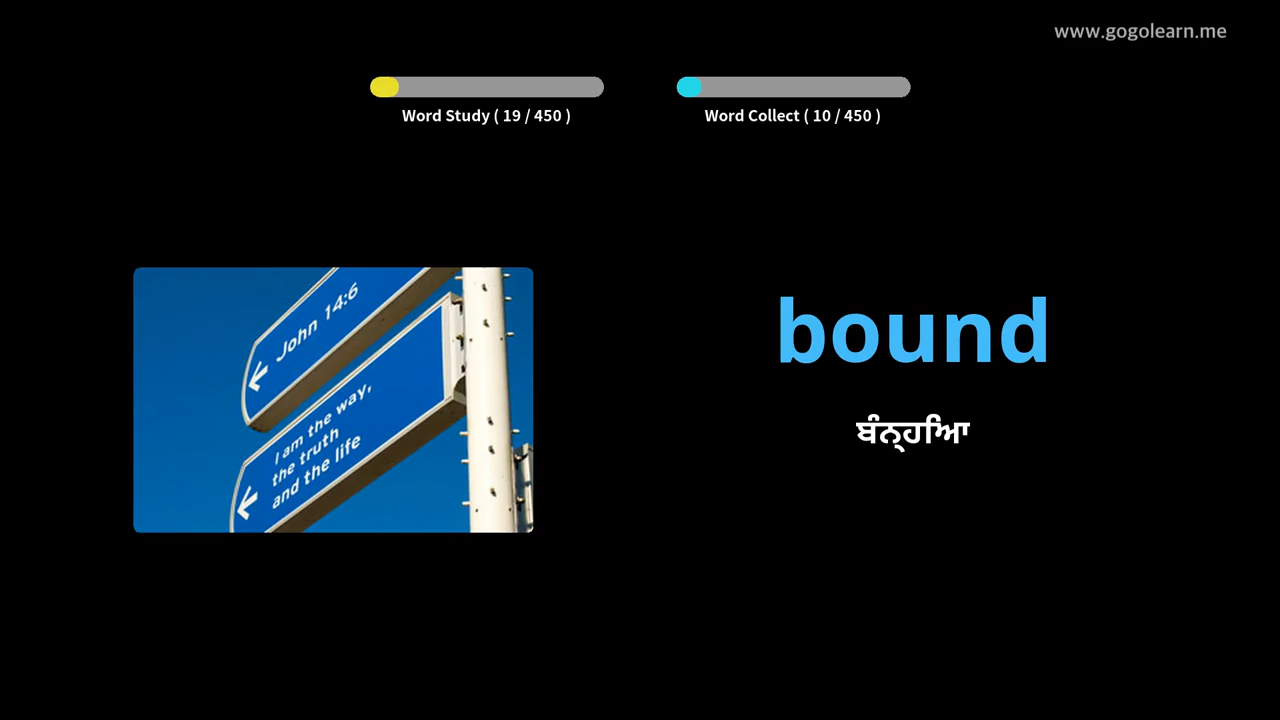 www.gogolearn.me
Word Study ( 19 / 450 )
Word Collect ( 10 / 450 )
John 14:6
I am the way,
the truth
and the life
bound
ਬੰਨ੍ਹਿਆ